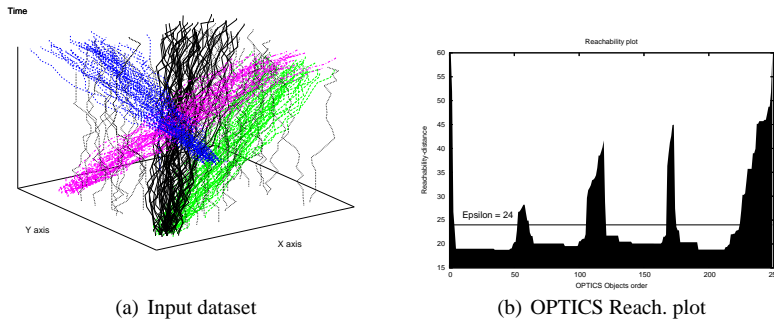 Time
Y axis
X axis
(a) Input dataset
Reachability plot
60
55
50
45
40
35
30
25
20
15
Reachability-distance
Epsilon = 24
0
50
100
150
200
250
OPTICS Objects order
(b) OPTICS Reach. plot